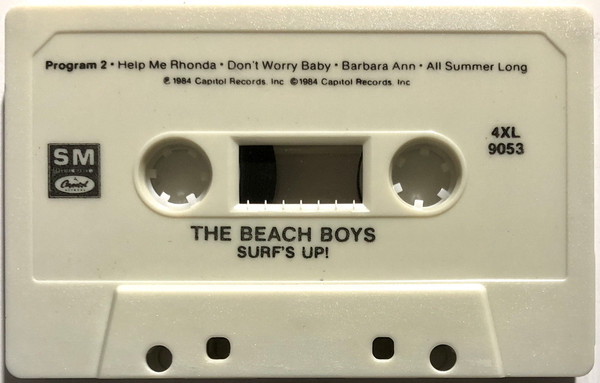 Program 2 • Help Me Rhonda • Don't Worry Baby • Barbara Ann • All Summer Long
℗ 1984 Capitol Records, Inc ©1984 Capitol Records, Inc
4XL
9053
SM
Capitol
THE BEACH BOYS
SURF'S UP!